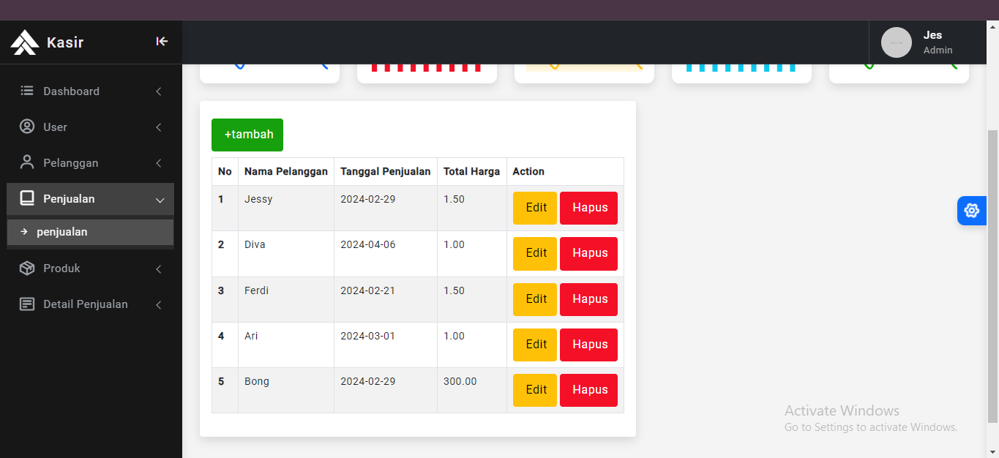 Kasir
Jes
Admin
Dashboard
User
Pelanggan
Penjualan
penjualan
Produk
Detail Penjualan
+tambah
No Nama Pelanggan Tanggal Penjualan Total Harga Action
1 Jessy 2024-02-29 1.50 Edit Hapus
2 Diva 2024-04-06 1.00 Edit Hapus
3 Ferdi 2024-02-21 1.50 Edit Hapus
4 Ari 2024-03-01 1.00 Edit Hapus
5 Bong 2024-02-29 300.00 Edit Hapus
Activate Windows
Go to Settings to activate Windows.